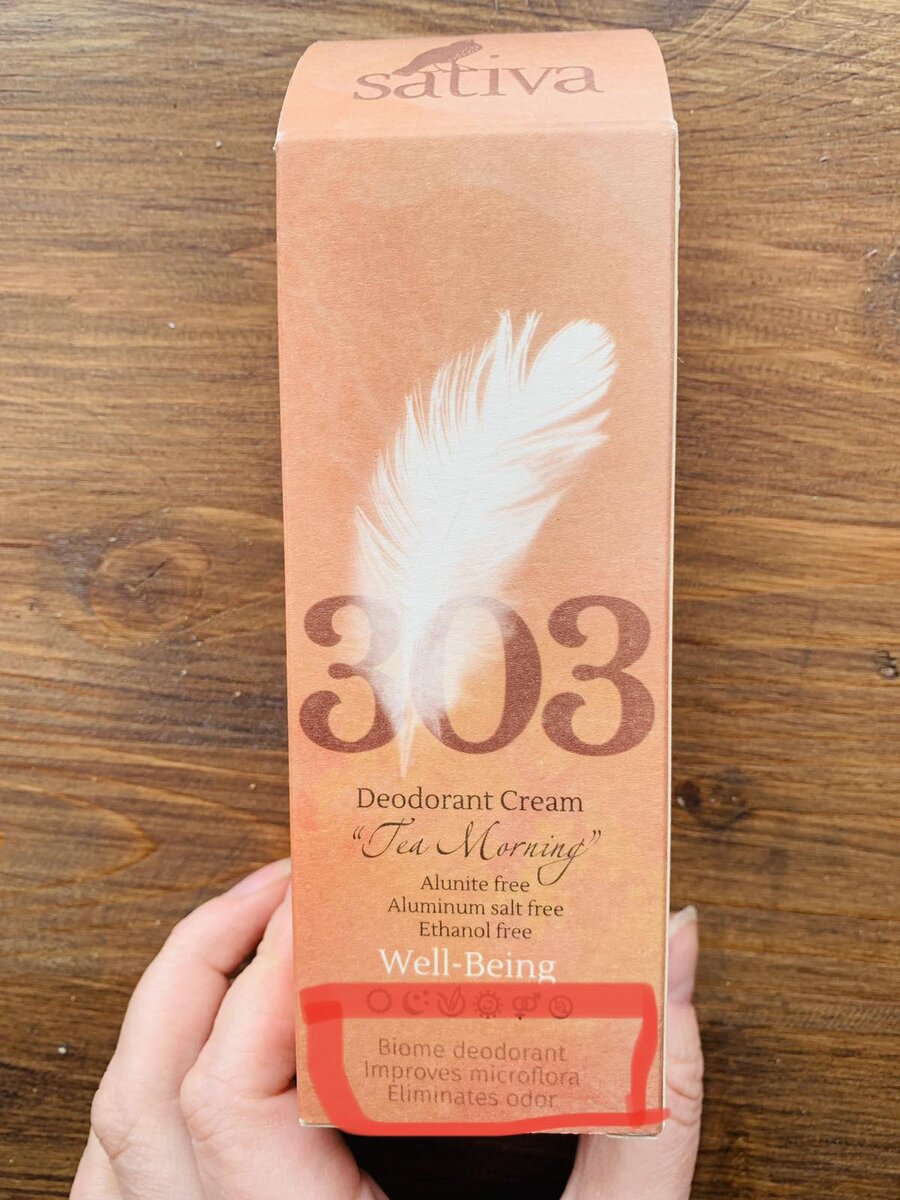 sativa
303
Deodorant Cream
“Tea Morning”
Alunite free
Aluminum salt free
Ethanol free
Well-Being
Biome deodorant
Improves microflora
Eliminates odor